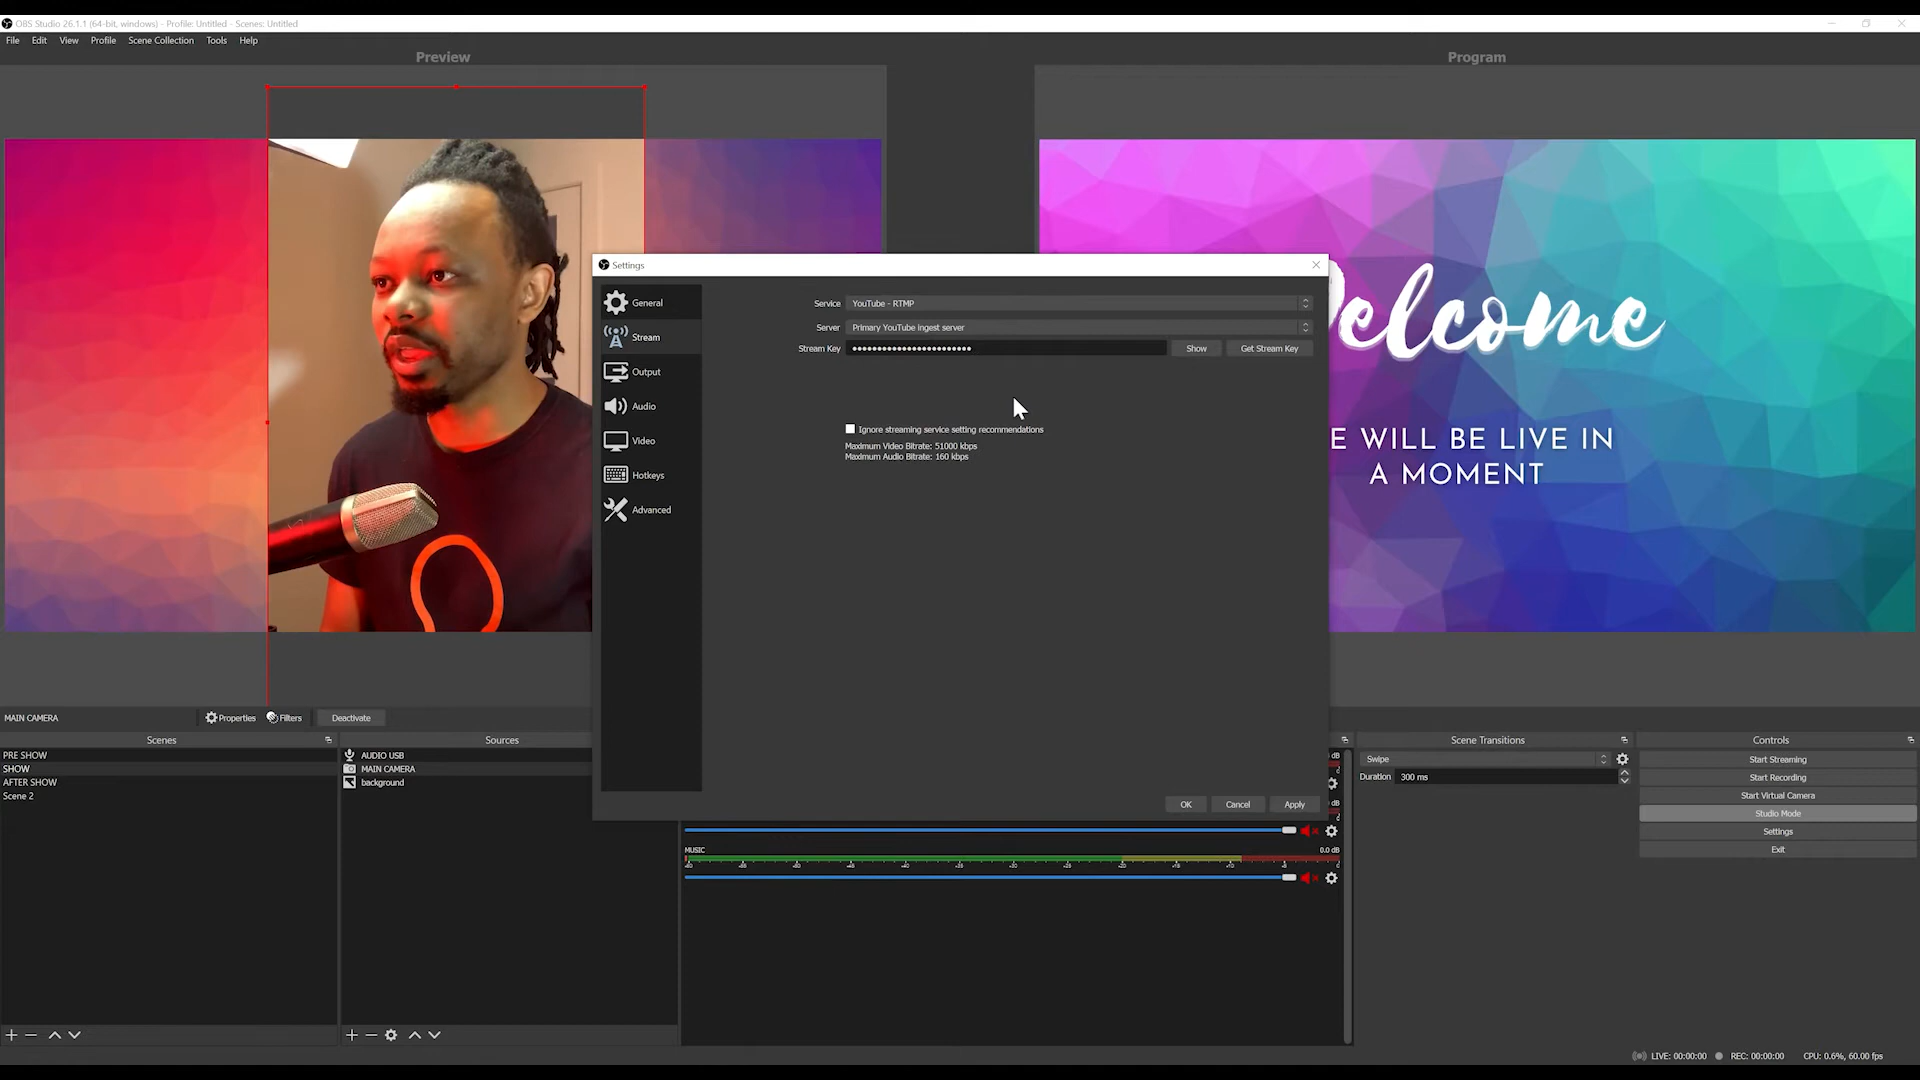 OBS Studio 26.1.1 (64-bit, windows) - Profile: Untitled - Scenes: Untitled
File Edit View Profile Scene Collection Tools Help
Preview
Program
Settings
General
Stream
Output
Audio
Video
Hotkeys
Advanced
Service YouTube - RTMP
Server Primary YouTube ingest server
Stream Key Show Get Stream Key
Ignore streaming service setting recommendations
Maximum Video Bitrate: 51000 kbps
Maximum Audio Bitrate: 160 kbps
OK Cancel Apply
elcome
E WILL BE LIVE IN
A MOMENT
MAIN CAMERA Properties Filters Deactivate
Scenes
PRE SHOW
SHOW
AFTER SHOW
Scene 2
Sources
AUDIO USB
MAIN CAMERA
background
dB
dB
MUSIC 0.0 dB
Scene Transitions
Swipe
Duration 300 ms
Controls
Start Streaming
Start Recording
Start Virtual Camera
Studio Mode
Settings
Exit
LIVE: 00:00:00 REC: 00:00:00 CPU: 0.6%, 60.00 fps